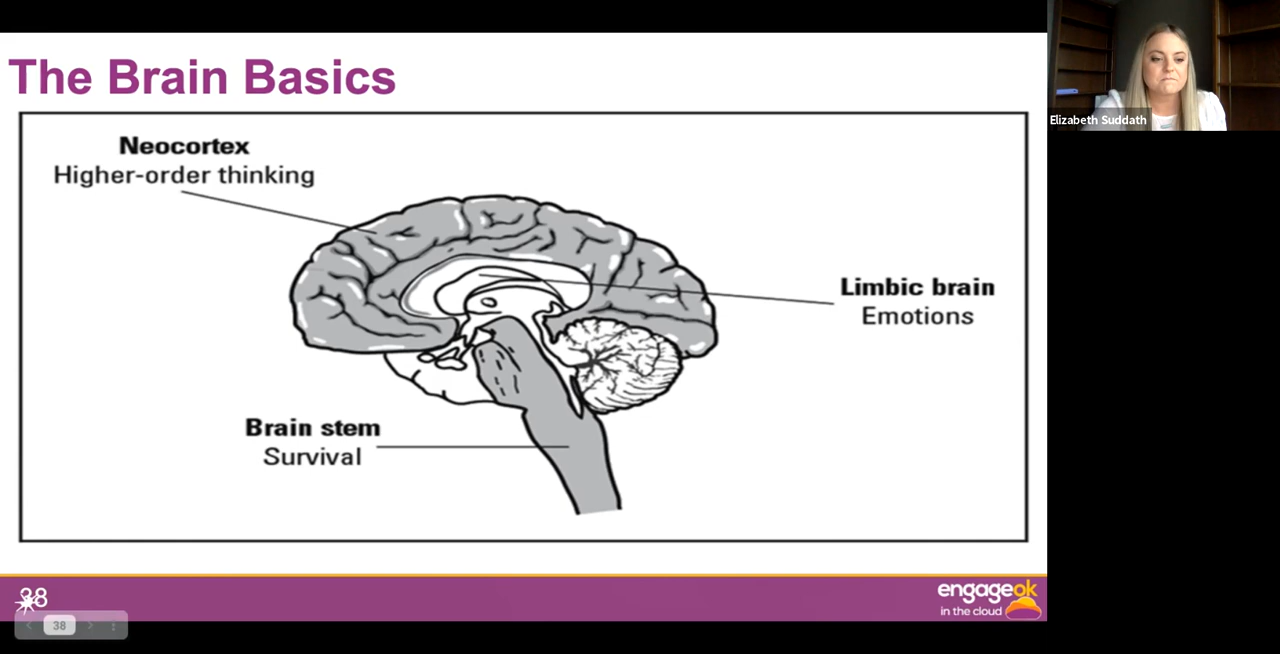 The Brain Basics
Neocortex
Higher-order thinking
Limbic brain
Emotions
Brain stem
Survival
38
engageok
in the cloud
38
Elizabeth Suddath